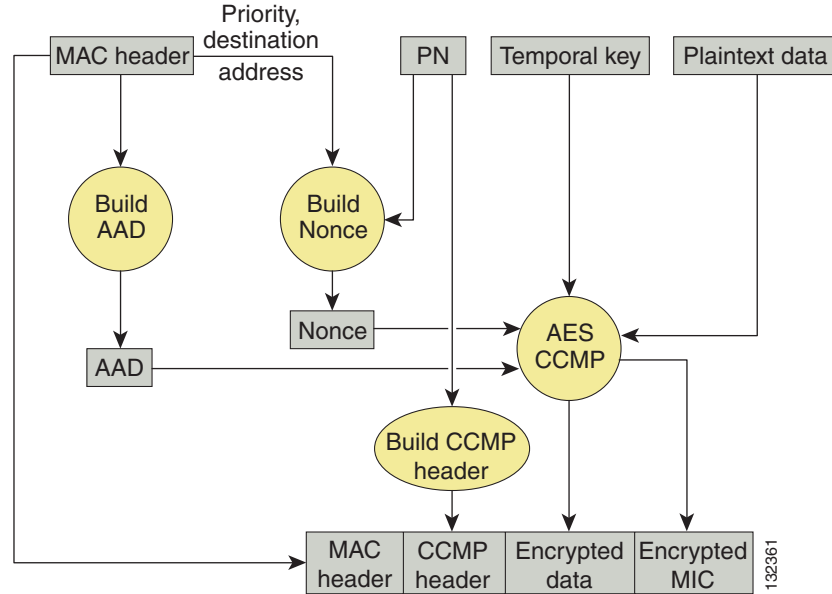 Priority,
destination
address
MAC header
PN
Temporal key
Plaintext data
Build
AAD
Build
Nonce
Nonce
AES
CCMP
AAD
Build CCMP
header
MAC
header
CCMP
header
Encrypted
data
Encrypted
MIC
132361